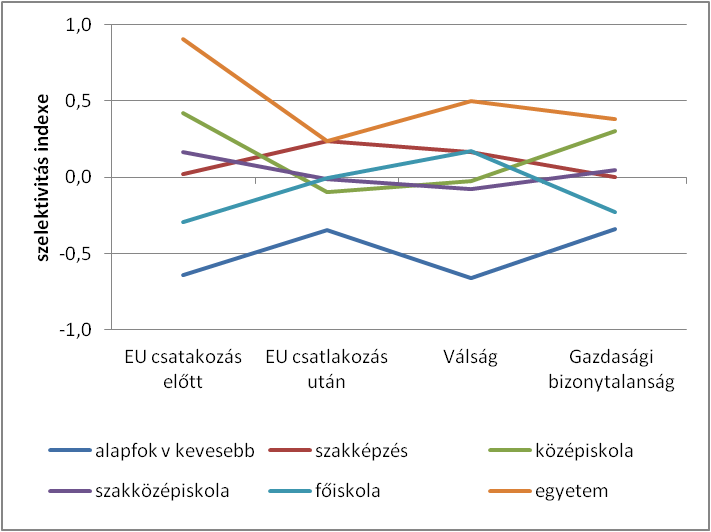 1,0
0,5
0,0
-0,5
-1,0
szelektivitás indexe
EU csatakozás
előtt
EU csatlakozás
után
Válság
Gazdasági
bizonytalanság
alapfok v kevesebb
szakképzés
középiskola
szakközépiskola
főiskola
egyetem